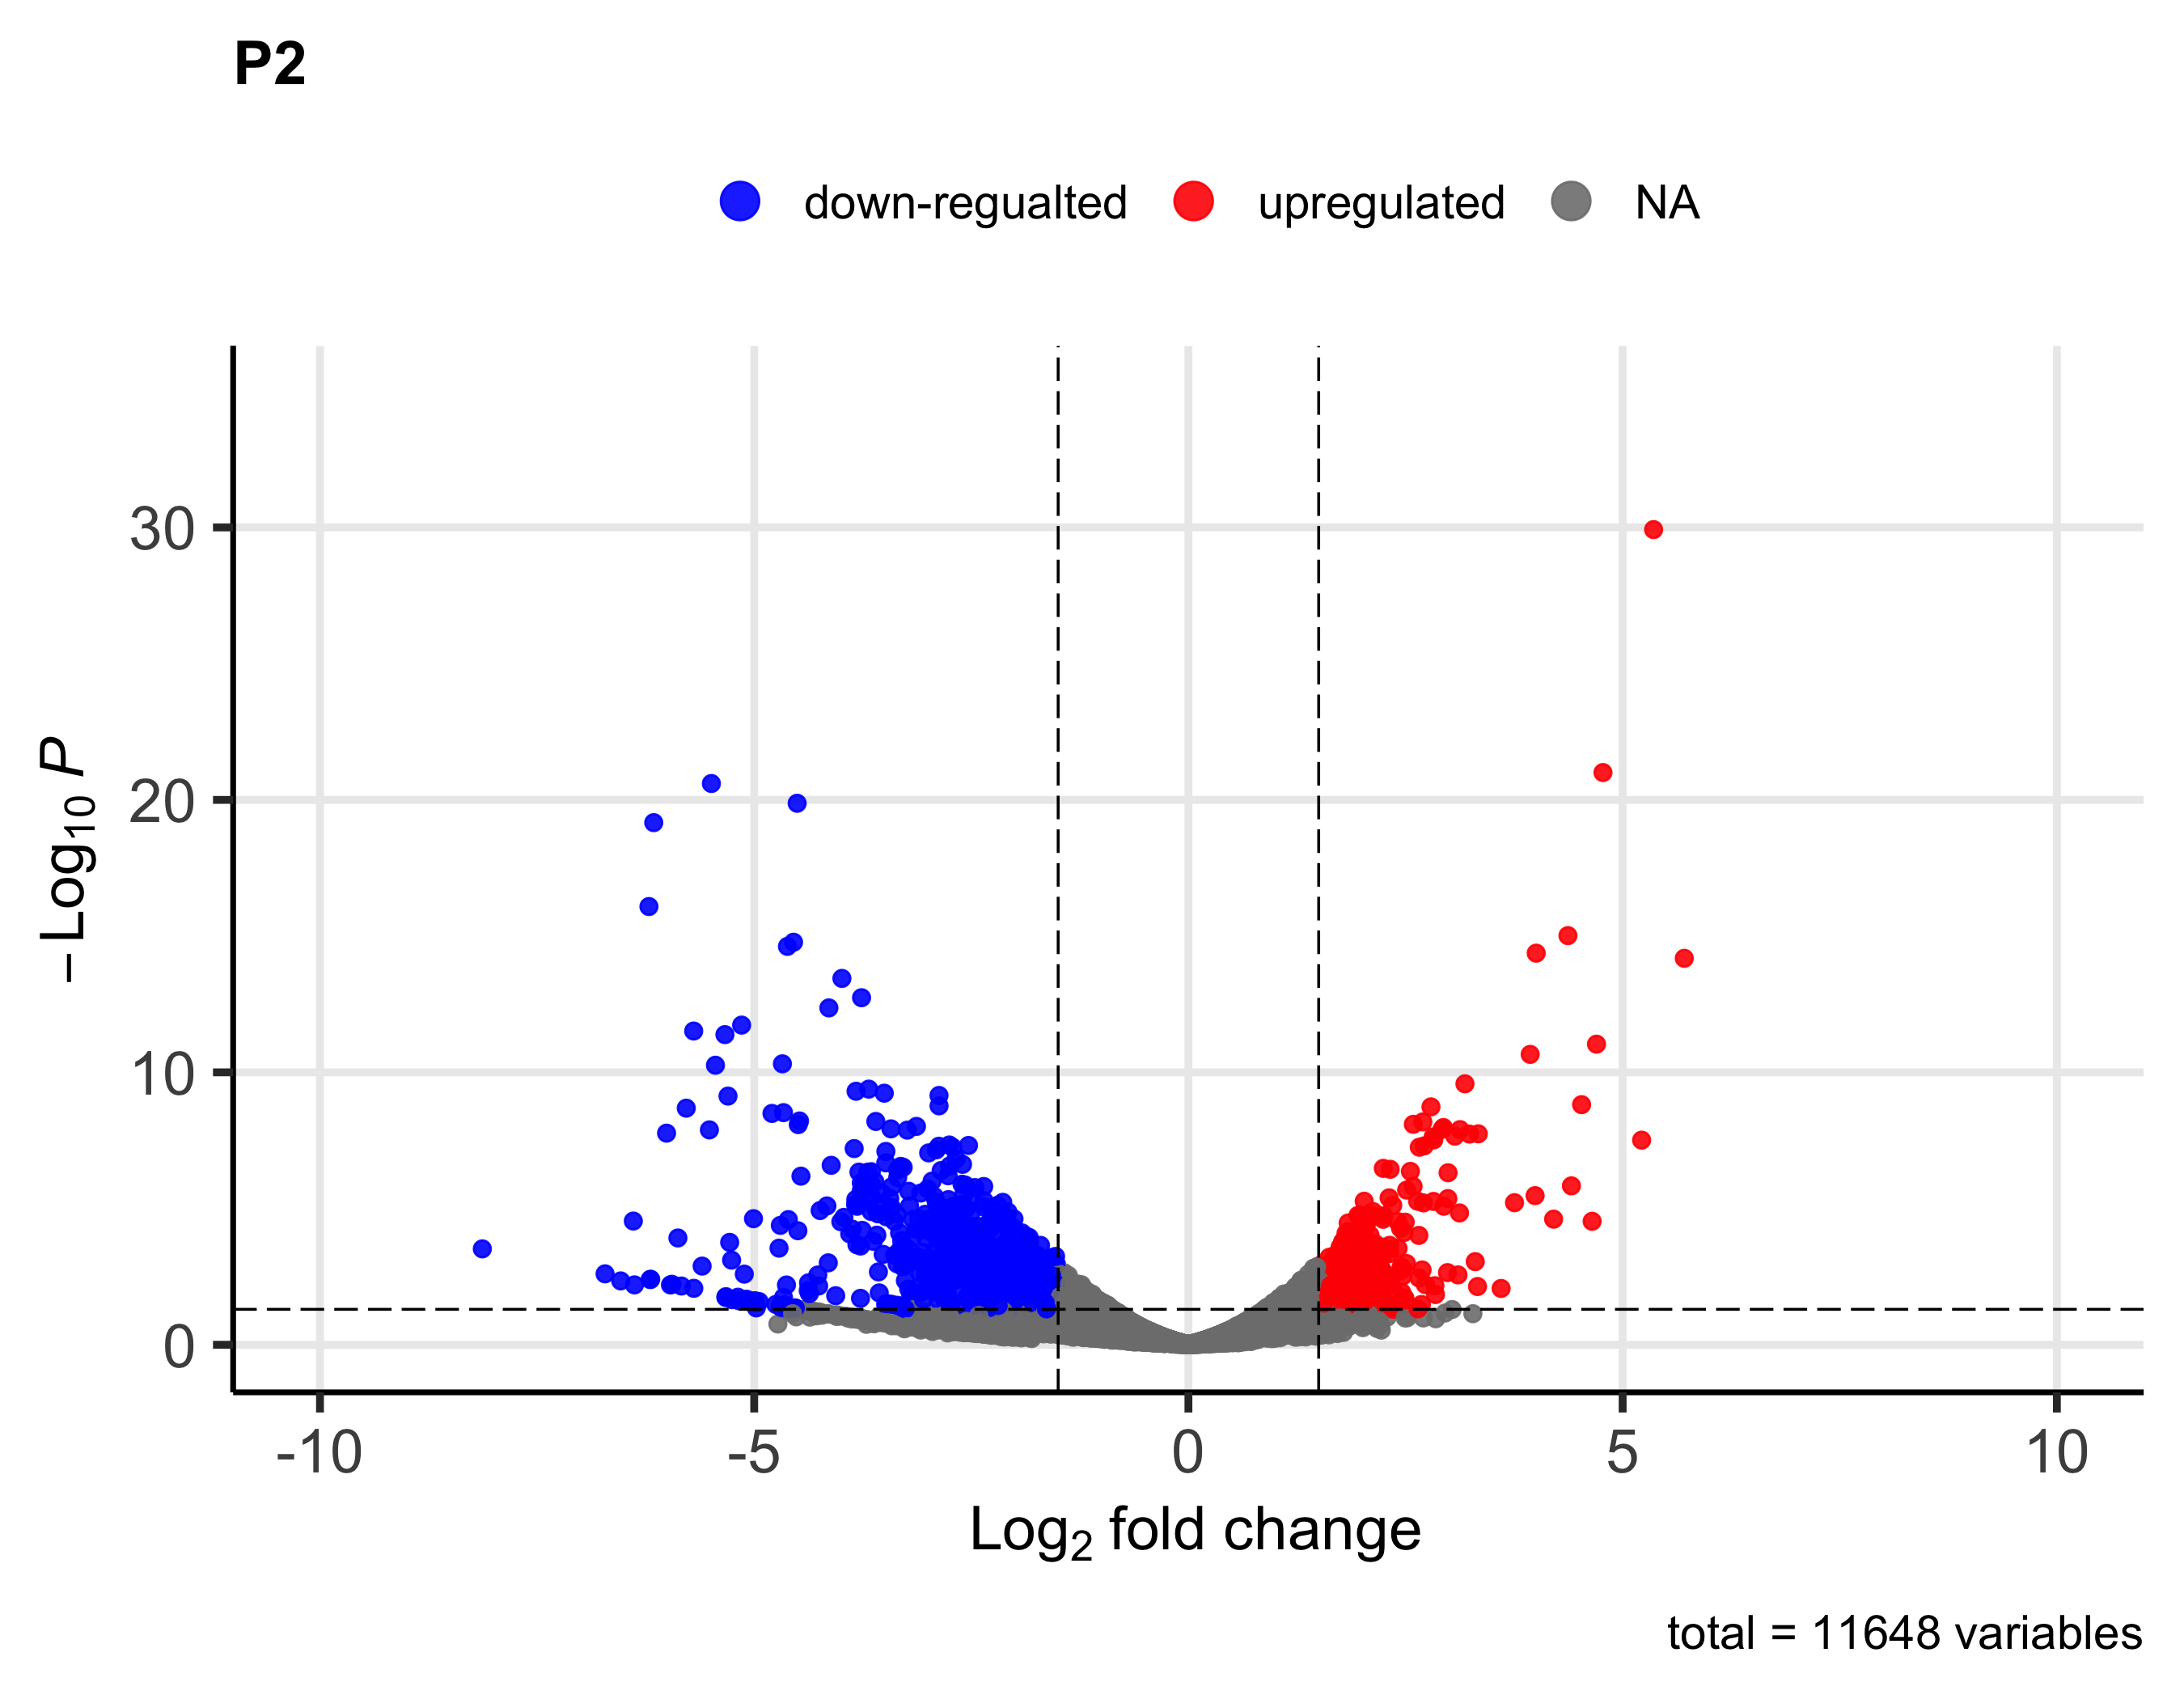 P2
down-regualted upregulated NA
30
20
10
0
−Log10 P
-10 -5 0 5 10
Log2 fold change
total = 11648 variables